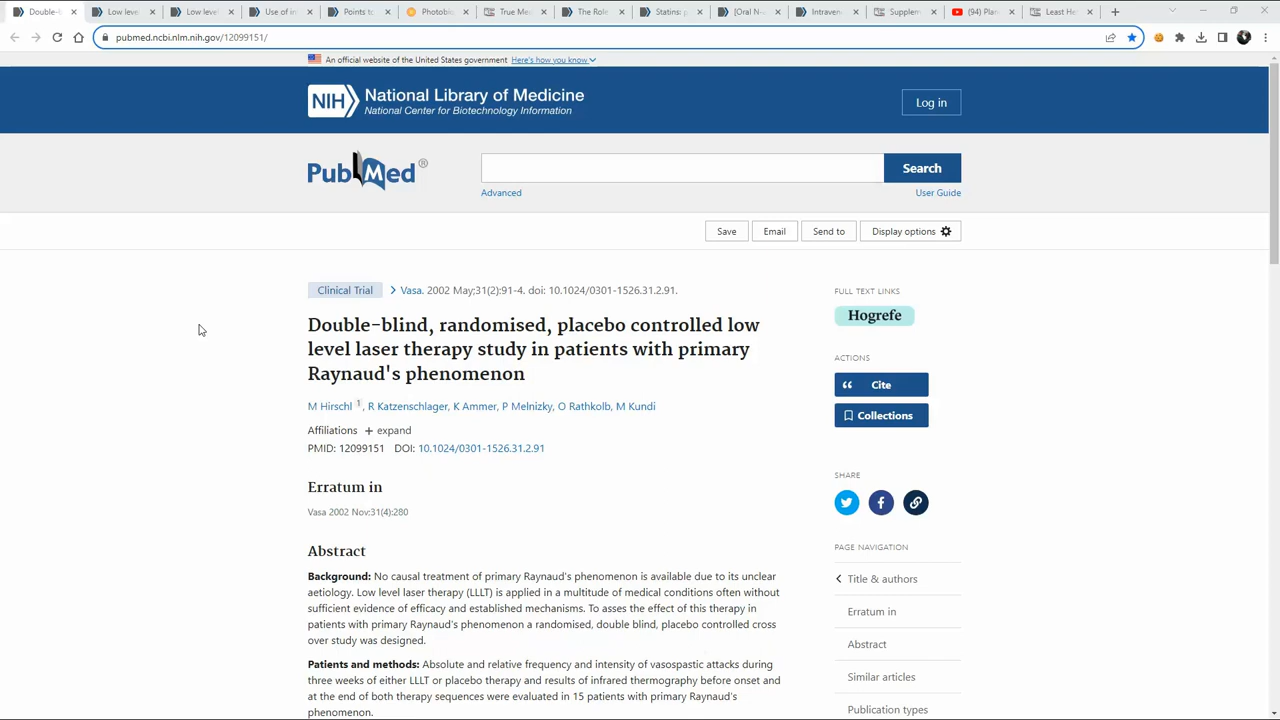 Double-b
Low leve
Low leve
Use of in
Points to
Photobio
True Med
The Role
Statins: p
[Oral N-a
Intraveno
Supplem
(94) Plan
Least He
pubmed.ncbi.nlm.nih.gov/12099151/
An official website of the United States government Here's how you know
NIH National Library of Medicine
National Center for Biotechnology Information
Log in
PubMed®
Search
Advanced
User Guide
Save
Email
Send to
Display options
Clinical Trial
Vasa. 2002 May;31(2):91-4. doi: 10.1024/0301-1526.31.2.91.
Double-blind, randomised, placebo controlled low
level laser therapy study in patients with primary
Raynaud's phenomenon
M Hirschl 1, R Katzenschlager, K Ammer, P Melnizky, O Rathkolb, M Kundi
Affiliations + expand
PMID: 12099151 DOI: 10.1024/0301-1526.31.2.91
Erratum in
Vasa 2002 Nov;31(4):280
Abstract
Background: No causal treatment of primary Raynaud's phenomenon is available due to its unclear
aetiology. Low level laser therapy (LLLT) is applied in a multitude of medical conditions often without
sufficient evidence of efficacy and established mechanisms. To asses the effect of this therapy in
patients with primary Raynaud's phenomenon a randomised, double blind, placebo controlled cross
over study was designed.
Patients and methods: Absolute and relative frequency and intensity of vasospastic attacks during
three weeks of either LLLT or placebo therapy and results of infrared thermography before onset and
at the end of both therapy sequences were evaluated in 15 patients with primary Raynaud's
phenomenon.
FULL TEXT LINKS
Hogrefe
ACTIONS
Cite
Collections
SHARE
PAGE NAVIGATION
Title & authors
Erratum in
Abstract
Similar articles
Publication types